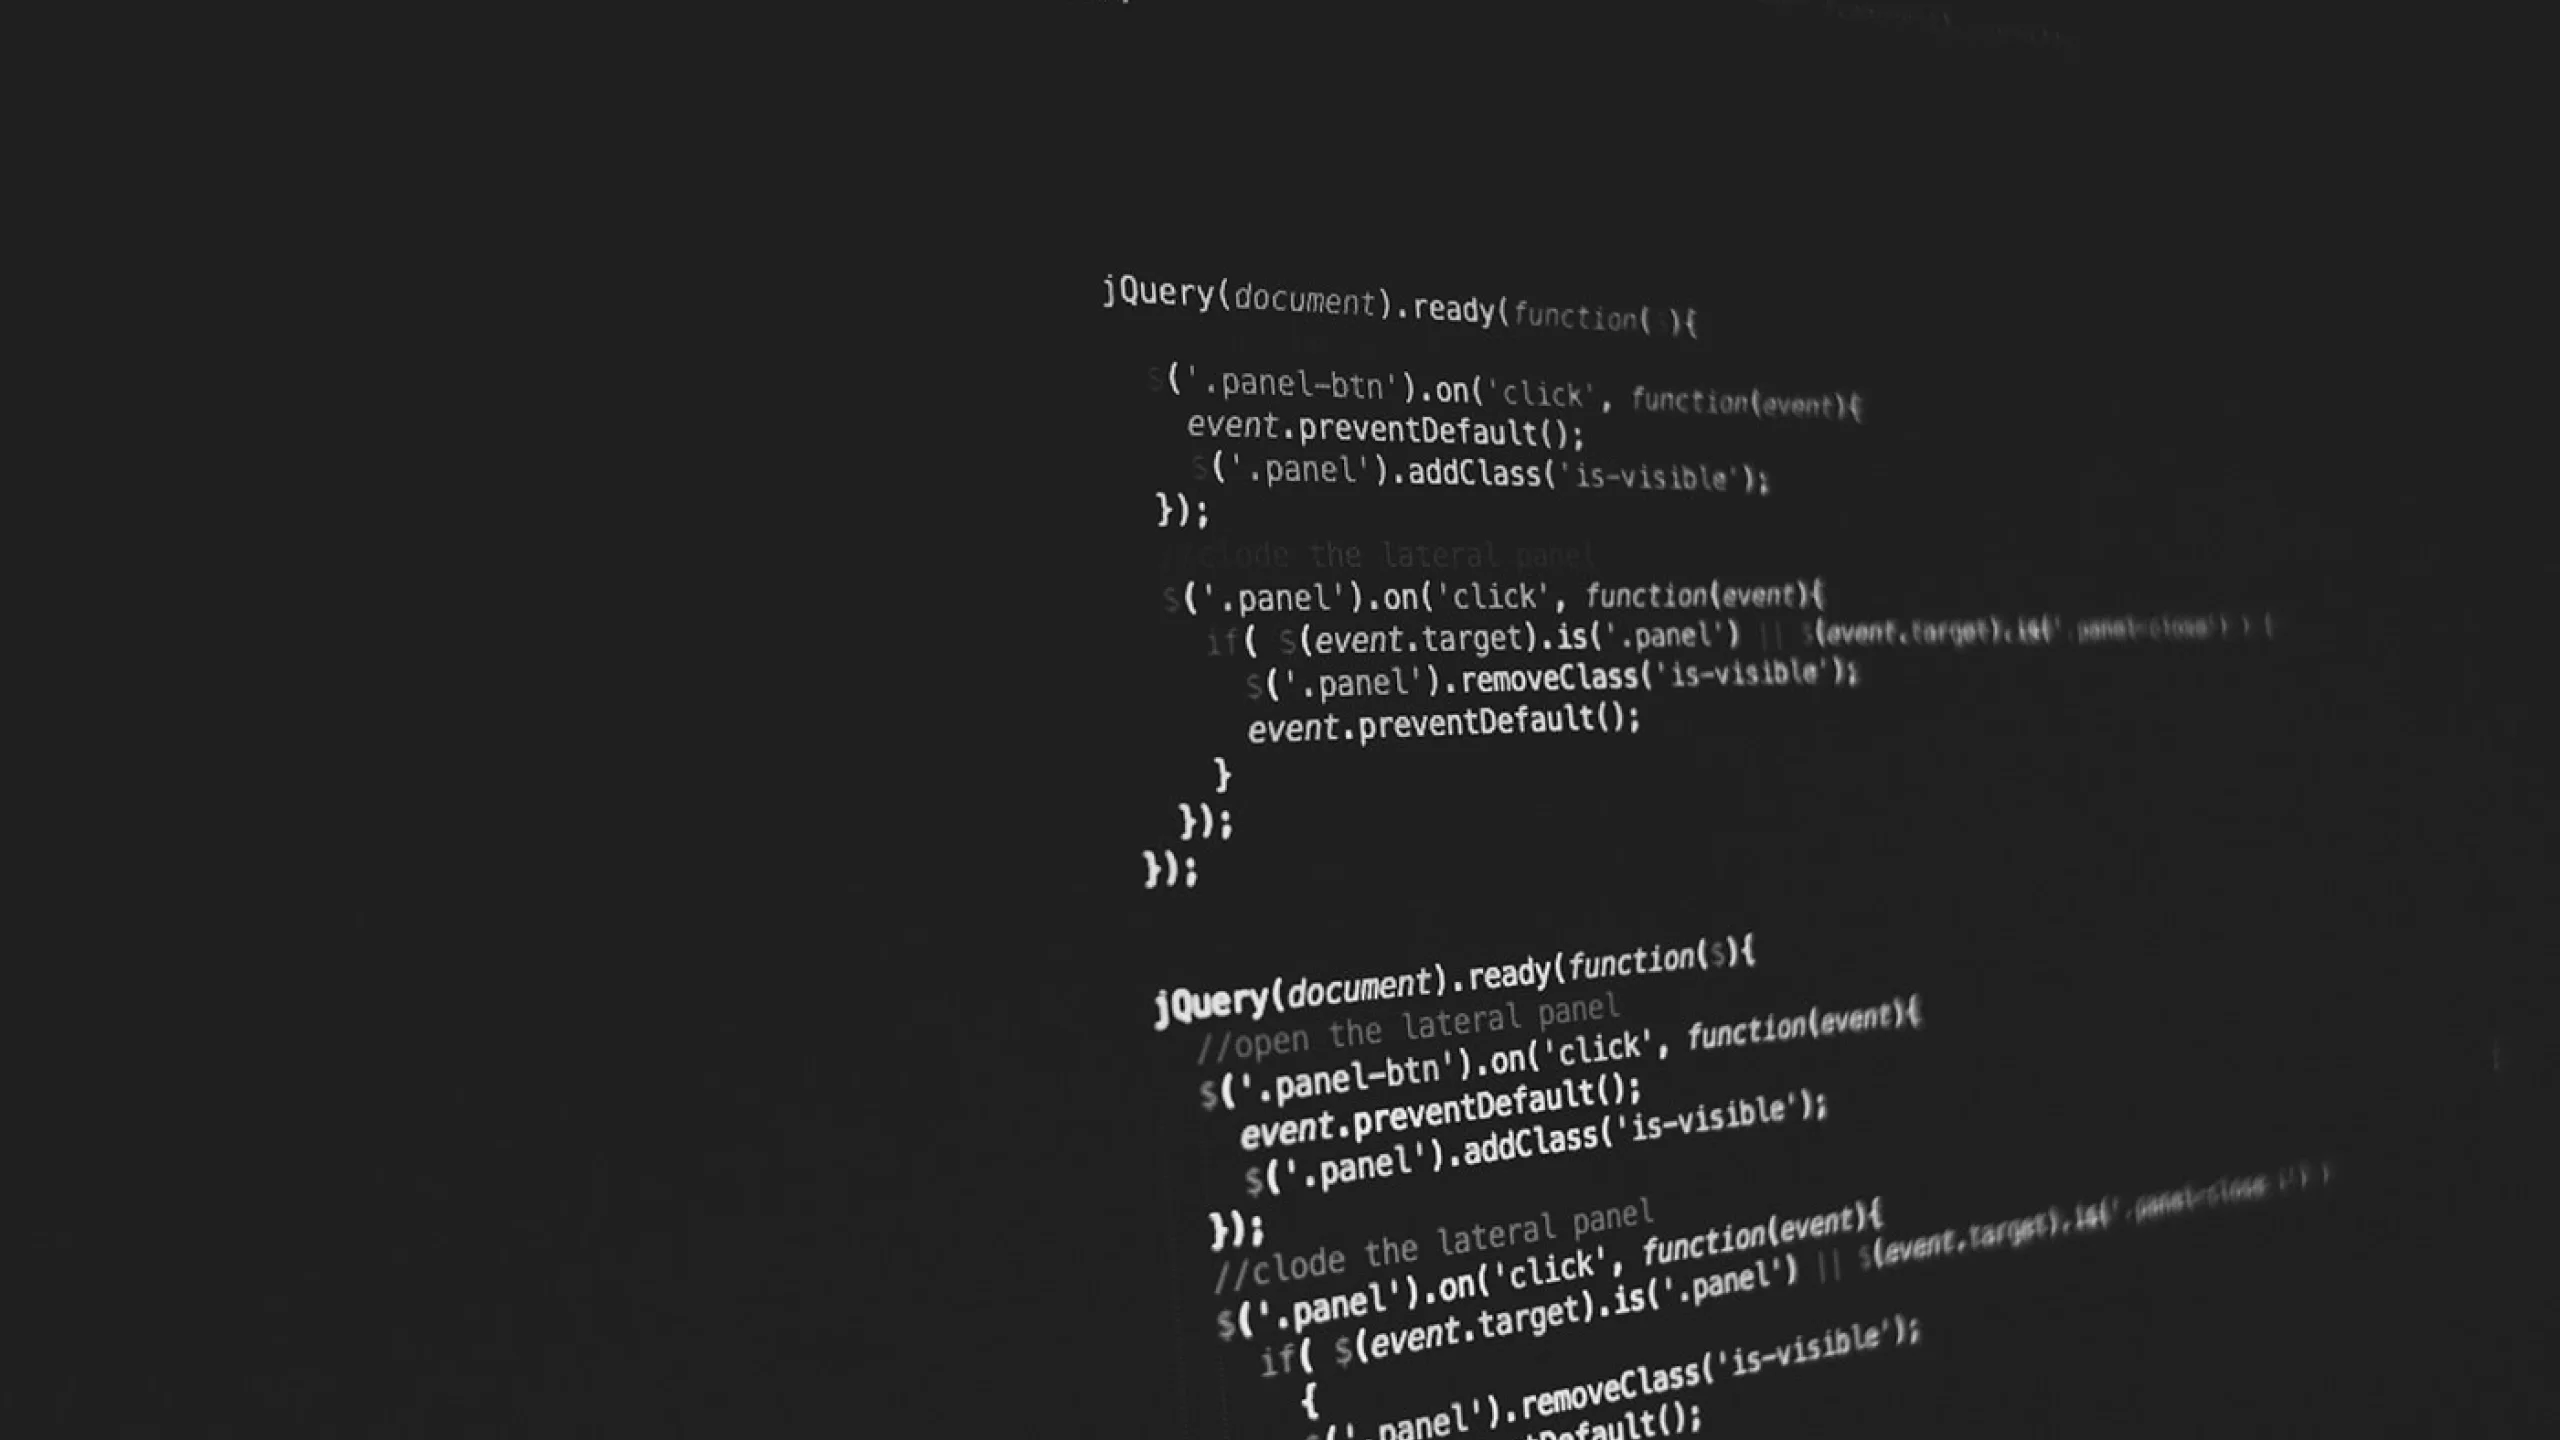 jQuery(document).ready(function( ){
$('.panel-btn').on('click', function(event){
event.preventDefault();
$('.panel').addClass('is-visible');
});
//clode the lateral panel
$('.panel').on('click', function(event){
if( $(event.target).is('.panel') || $(event.target).is('.panel-close') ) {
$('.panel').removeClass('is-visible');
event.preventDefault();
}
});
});
jQuery(document).ready(function($){
//open the lateral panel
$('.panel-btn').on('click', function(event){
event.preventDefault();
$('.panel').addClass('is-visible');
});
//clode the lateral panel
$('.panel').on('click', function(event){
if( $(event.target).is('.panel') || $(event.target).is('.panel-close
{
('.panel').removeClass('is-visible');